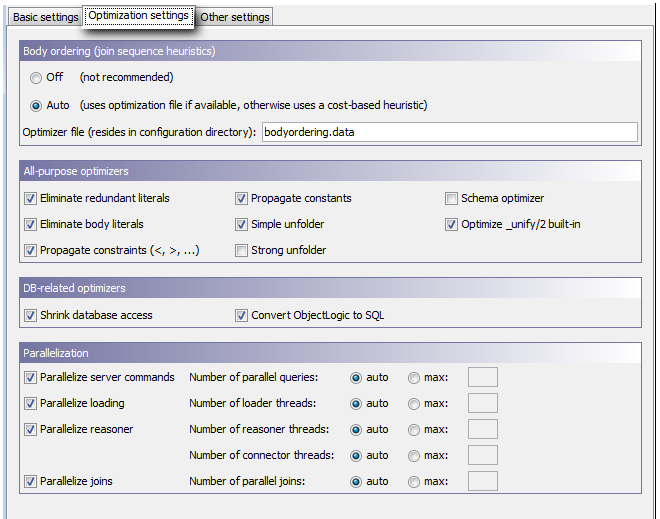 Basic settings Optimization settings Other settings
Body ordering (join sequence heuristics)
Off (not recommended)
Auto (uses optimization file if available, otherwise uses a cost-based heuristic)
Optimizer file (resides in configuration directory): bodyordering.data
All-purpose optimizers
Eliminate redundant literals Propagate constants Schema optimizer
Eliminate body literals Simple unfolder Optimize _unify/2 built-in
Propagate constraints (<, >, ...) Strong unfolder
DB-related optimizers
Shrink database access Convert ObjectLogic to SQL
Parallelization
Parallelize server commands Number of parallel queries: auto max:
Parallelize loading Number of loader threads: auto max:
Parallelize reasoner Number of reasoner threads: auto max:
Number of connector threads: auto max:
Parallelize joins Number of parallel joins: auto max: